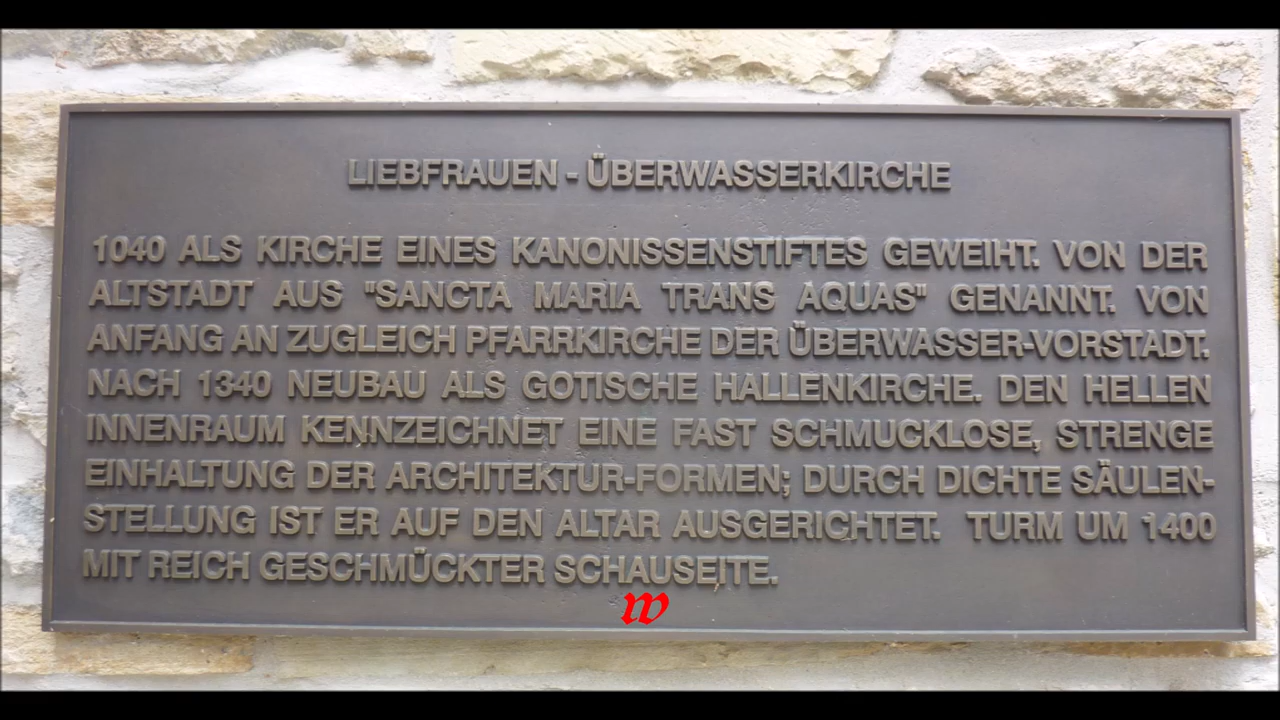 LIEBFRAUEN - ÜBERWASSERKIRCHE
1040 ALS KIRCHE EINES KANONISSENSTIFTES GEWEIHT. VON DER
ALTSTADT AUS "SANCTA MARIA TRANS AQUAS" GENANNT. VON
ANFANG AN ZUGLEICH PFARRKIRCHE DER ÜBERWASSER-VORSTADT.
NACH 1340 NEUBAU ALS GOTISCHE HALLENKIRCHE. DEN HELLEN
INNENRAUM KENNZEICHNET EINE FAST SCHMUCKLOSE, STRENGE
EINHALTUNG DER ARCHITEKTUR-FORMEN; DURCH DICHTE SÄULEN-
STELLUNG IST ER AUF DEN ALTAR AUSGERICHTET. TURM UM 1400
MIT REICH GESCHMÜCKTER SCHAUSEITE.
w